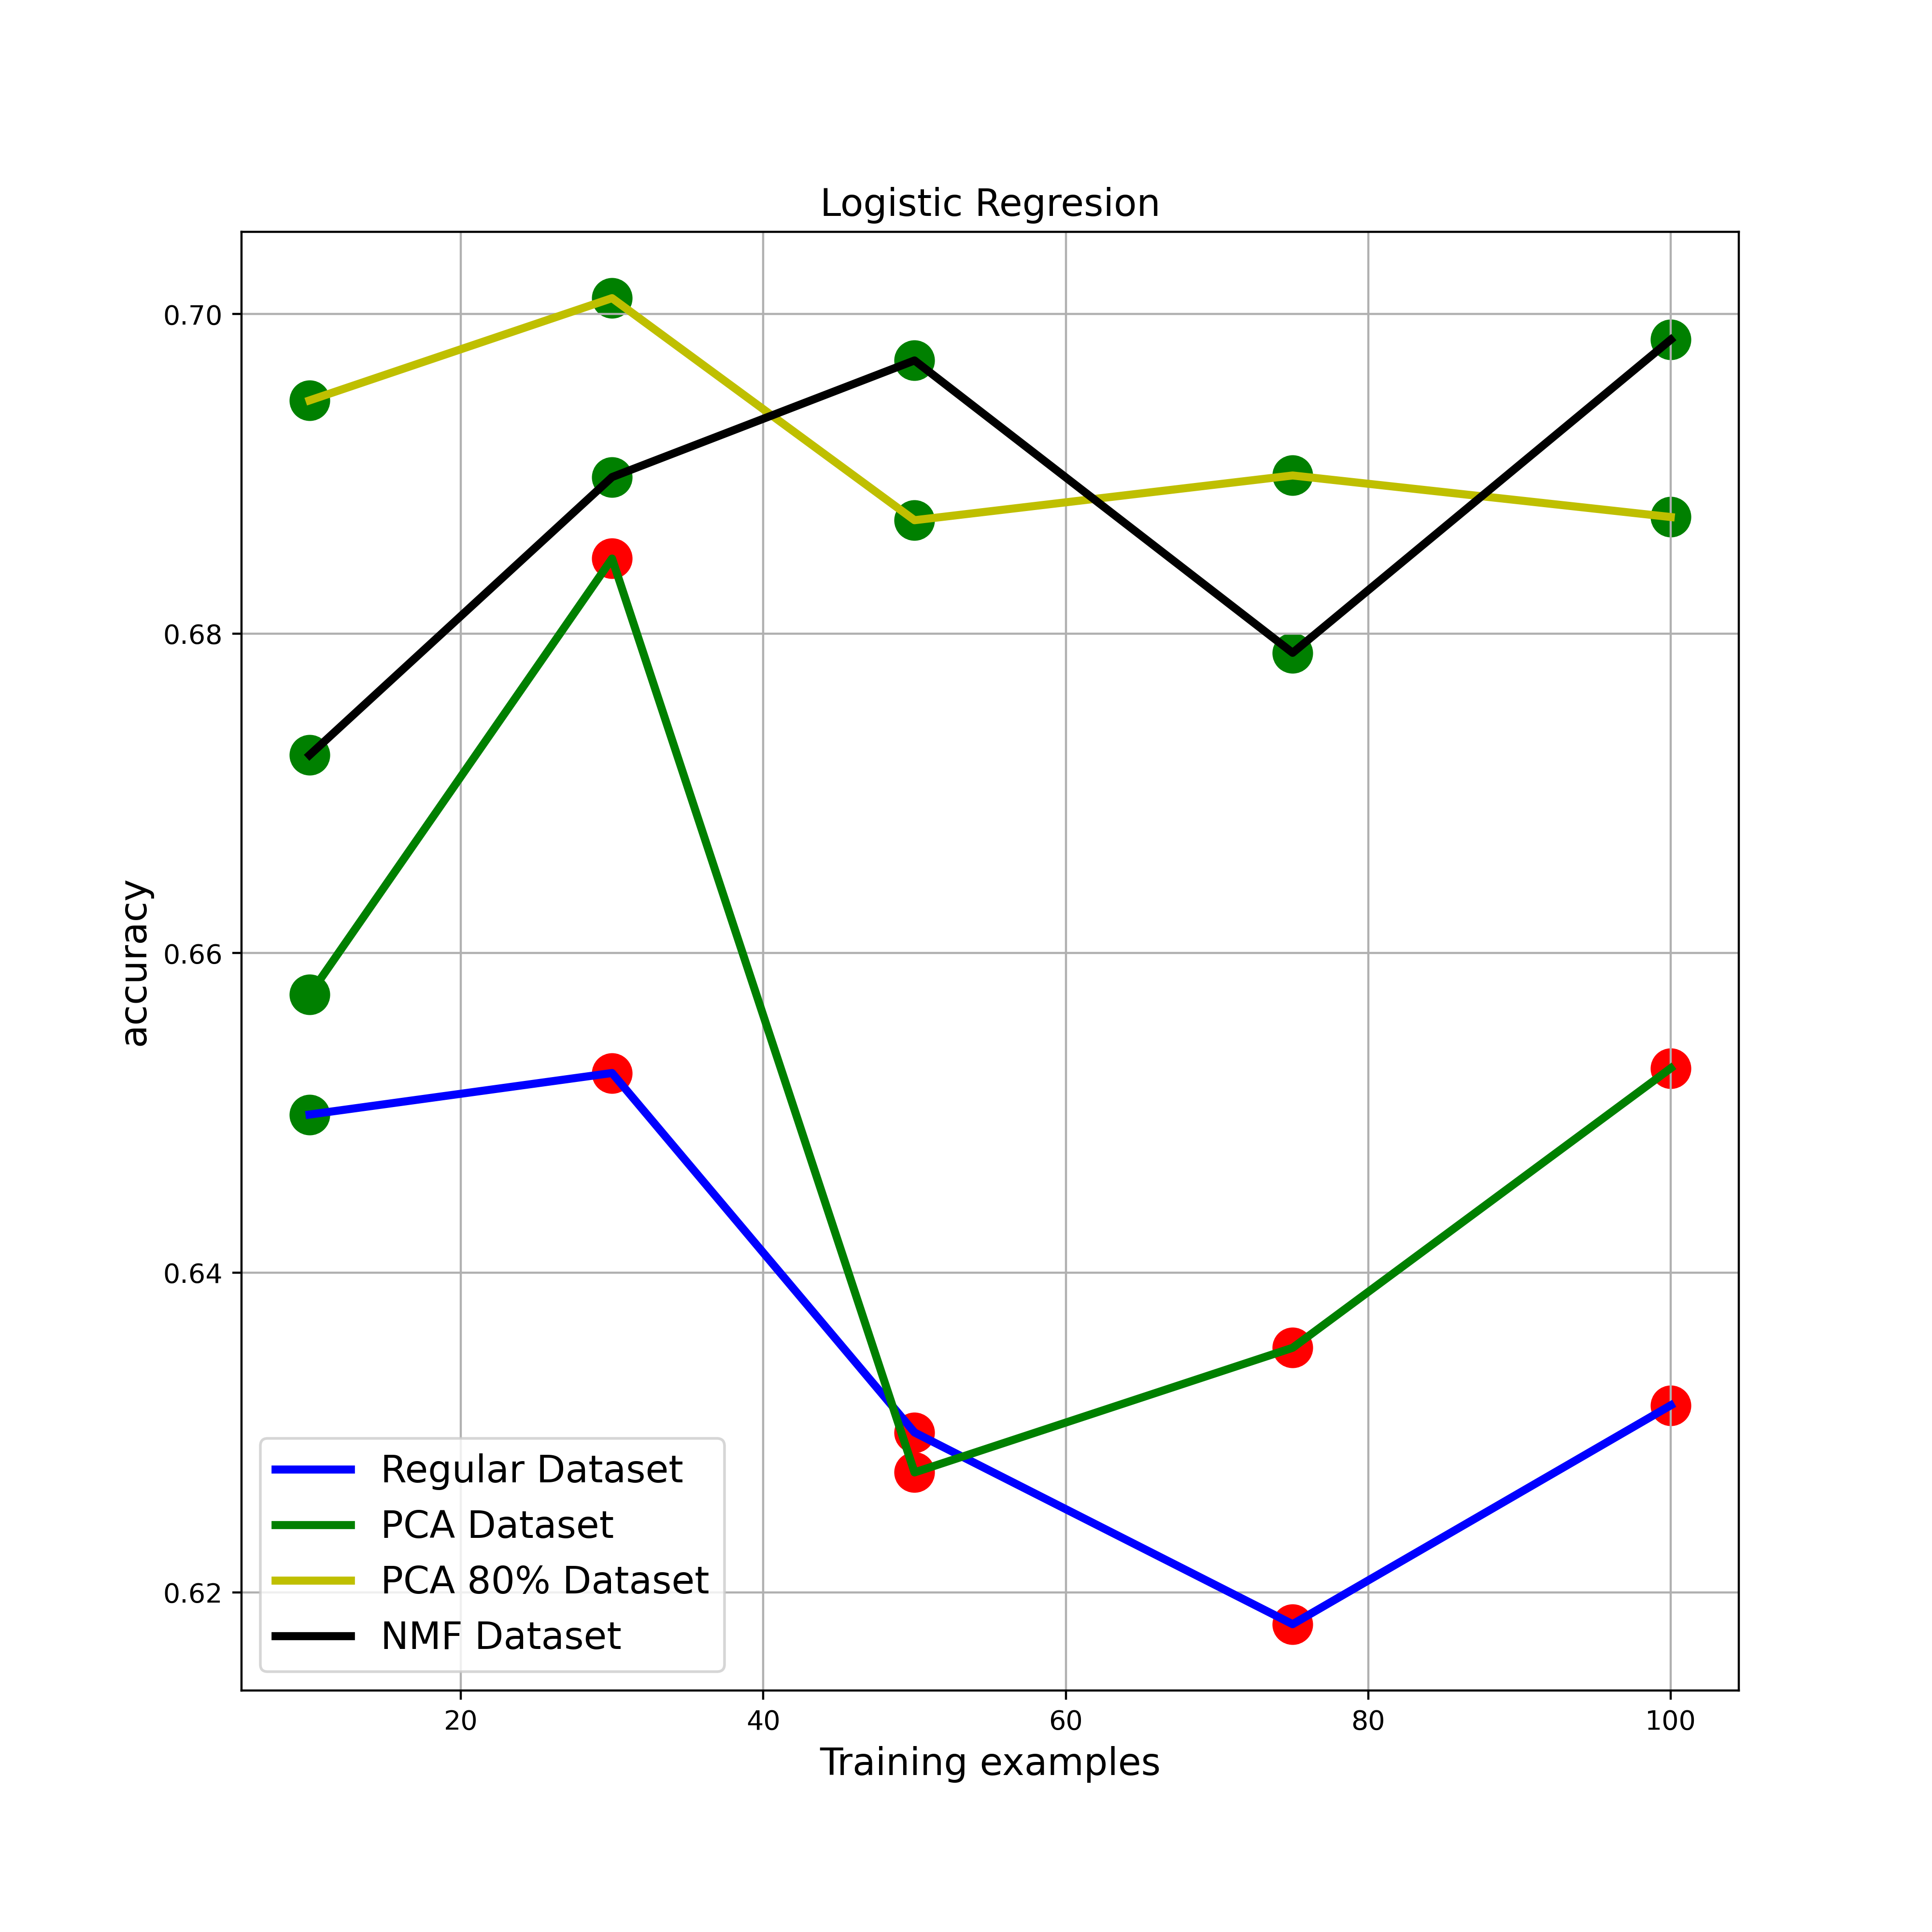 Logistic Regresion
0.70
0.68
0.66
0.64
0.62
accuracy
Regular Dataset
PCA Dataset
PCA 80% Dataset
NMF Dataset
20 40 60 80 100
Training examples